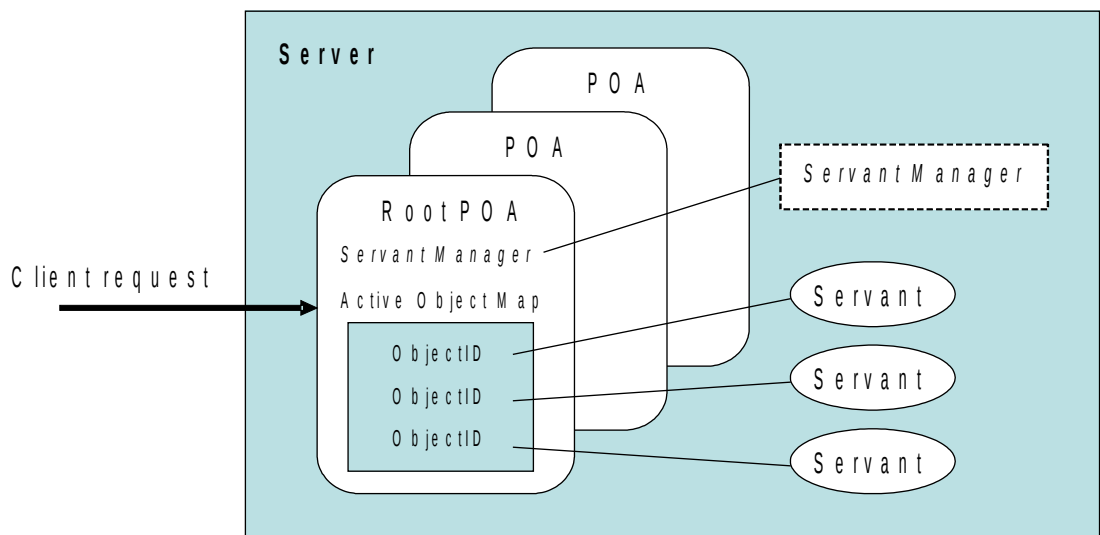 Server
POA
POA
RootPOA
ServantManager
Active Object Map
ObjectID
ObjectID
ObjectID
Client request
ServantManager
Servant
Servant
Servant